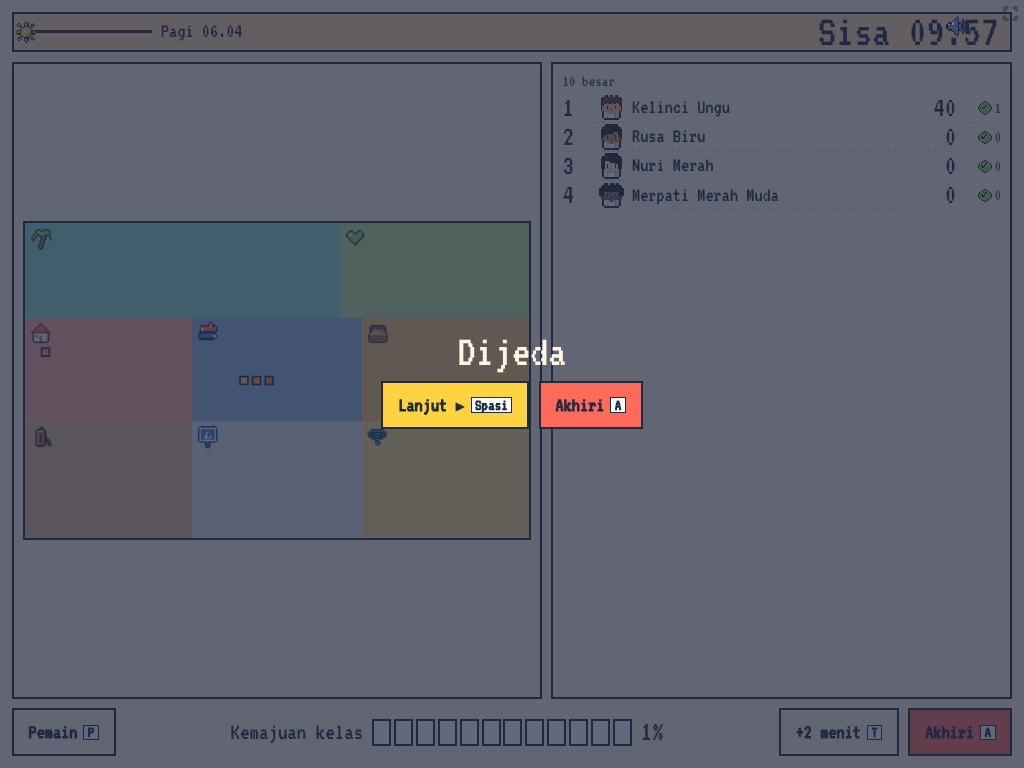 Pagi 06.04
Sisa 09:57
10 besar
1 Kelinci Ungu 40 1
2 Rusa Biru 0 0
3 Nuri Merah 0 0
4 Merpati Merah Muda 0 0
Dijeda
Lanjut ▶ Spasi
Akhiri A
Pemain P
Kemajuan kelas 1%
+2 menit T
Akhiri A